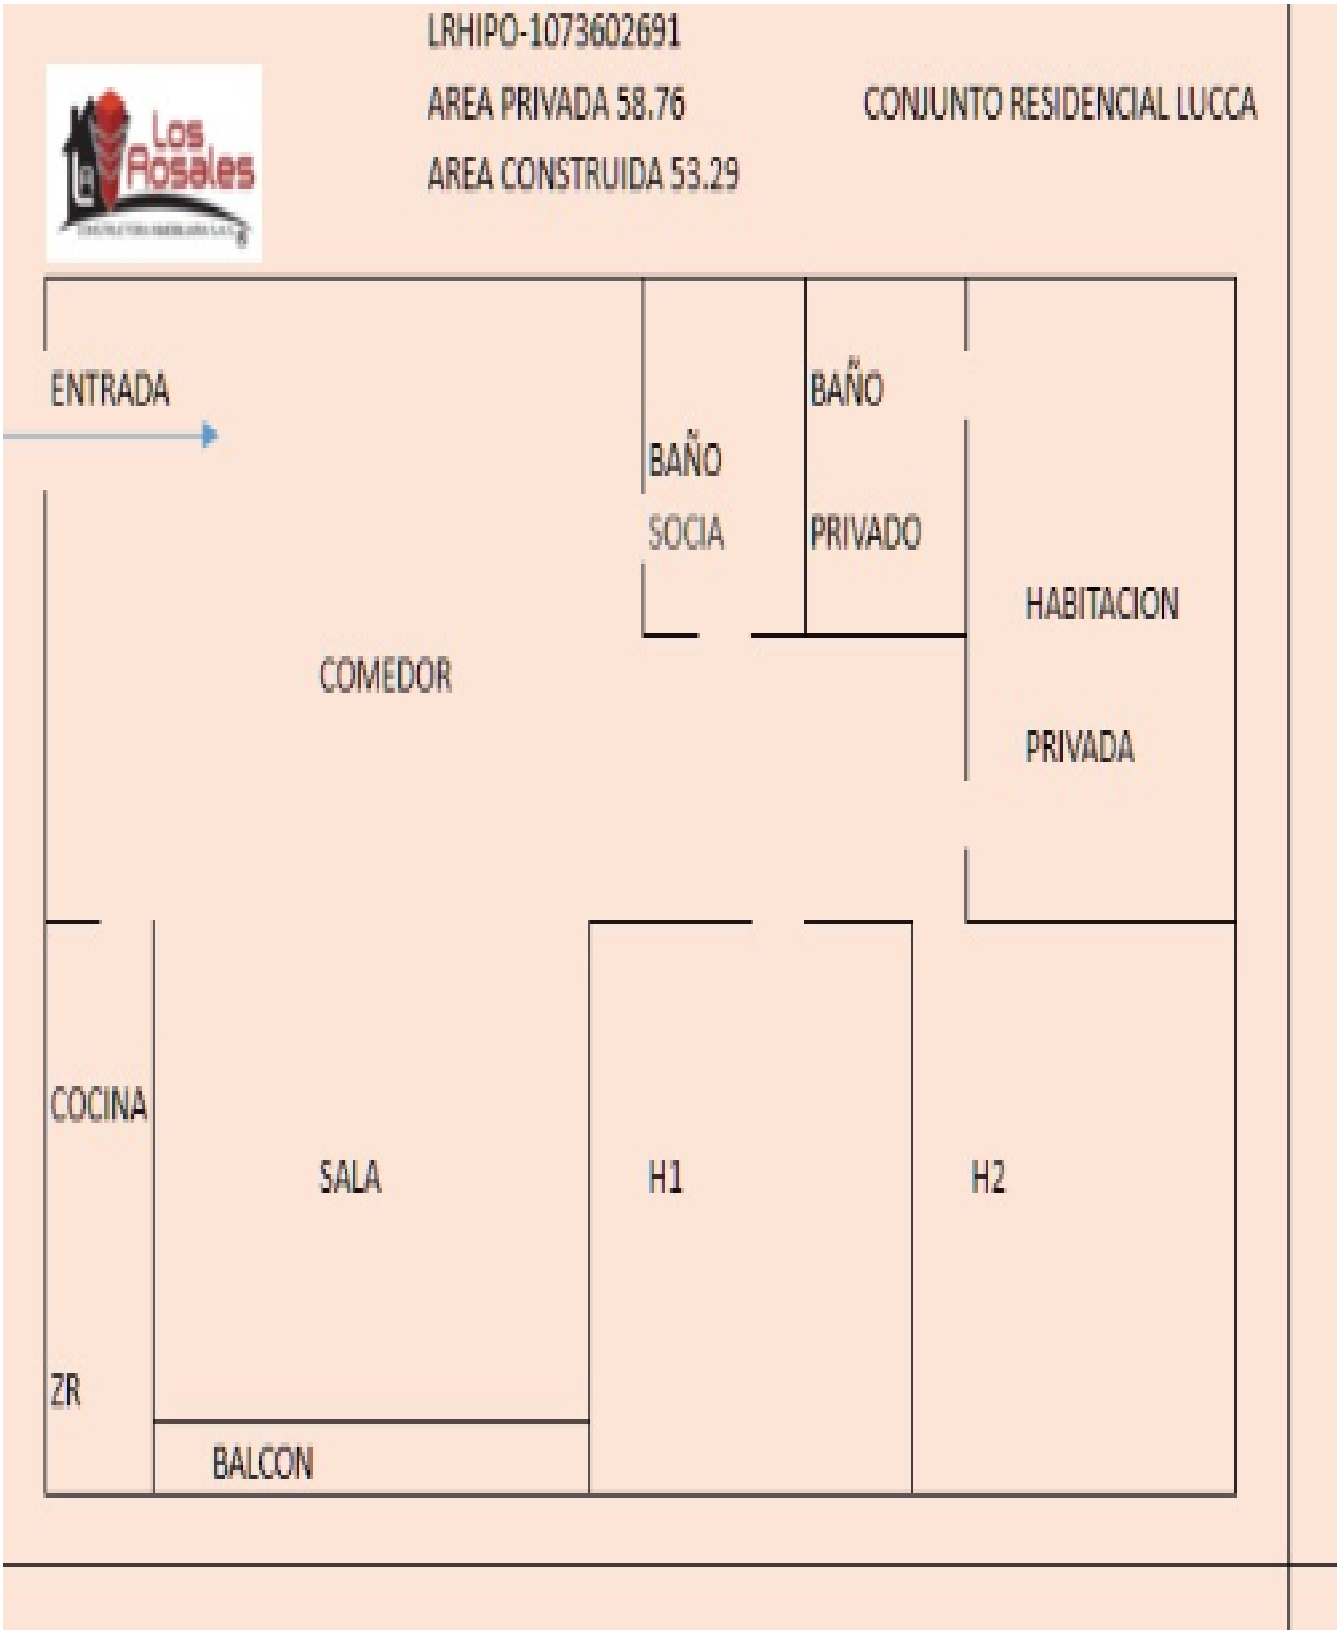 LRHIPO-1073602691
AREA PRIVADA 58.76
CONJUNTO RESIDENCIAL LUCCA
AREA CONSTRUIDA 53.29
Los
Rosales
ENTRADA
BAÑO
SOCIA
BAÑO
PRIVADO
HABITACION
PRIVADA
COMEDOR
COCINA
SALA
H1
H2
ZR
BALCON